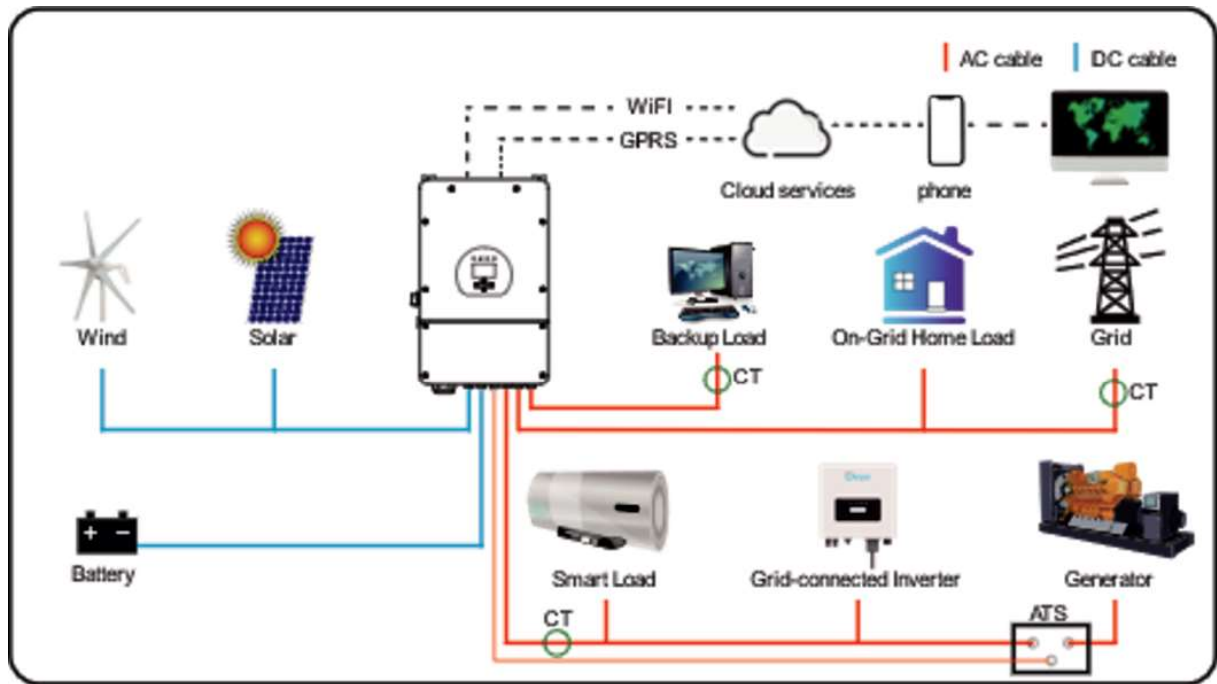 AC cable DC cable
WiFI
GPRS
Cloud services phone
Wind Solar Backup Load On-Grid Home Load Grid
CT
CT
Battery Smart Load Grid-connected Inverter Generator
CT ATS